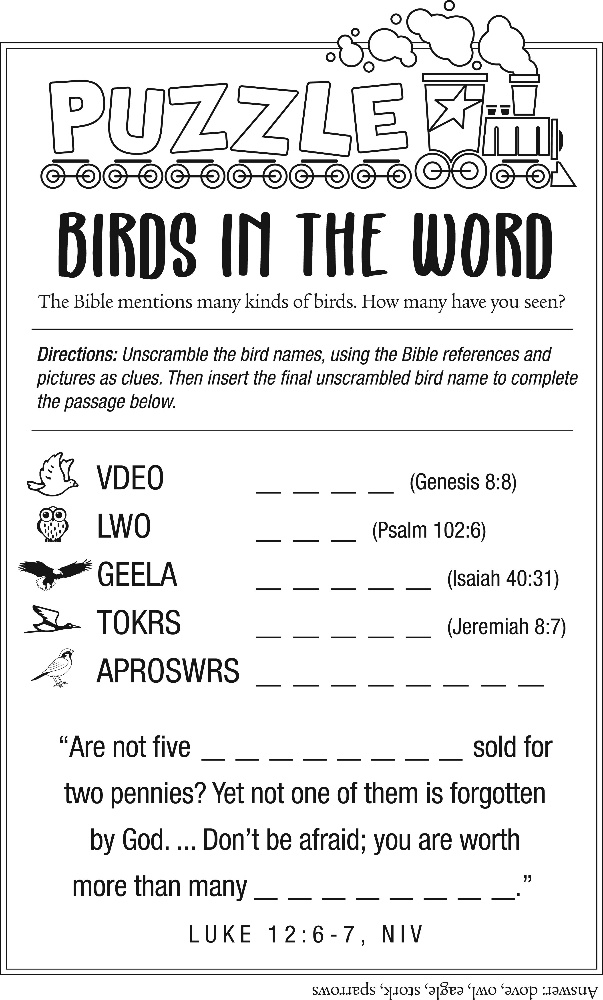 PUZZLE
BIRDS IN THE WORD
The Bible mentions many kinds of birds. How many have you seen?
Directions: Unscramble the bird names, using the Bible references and
pictures as clues. Then insert the final unscrambled bird name to complete
the passage below.
VDEO _ _ _ _ (Genesis 8:8)
LWO _ _ _ (Psalm 102:6)
GEELA _ _ _ _ _ (Isaiah 40:31)
TOKRS _ _ _ _ _ (Jeremiah 8:7)
APROSWRS _ _ _ _ _ _ _ _
“Are not five _ _ _ _ _ _ _ _ sold for
two pennies? Yet not one of them is forgotten
by God. ... Don’t be afraid; you are worth
more than many _ _ _ _ _ _ _ _.”
LUKE 12:6-7, NIV
Answer: dove, owl, eagle, stork, sparrows